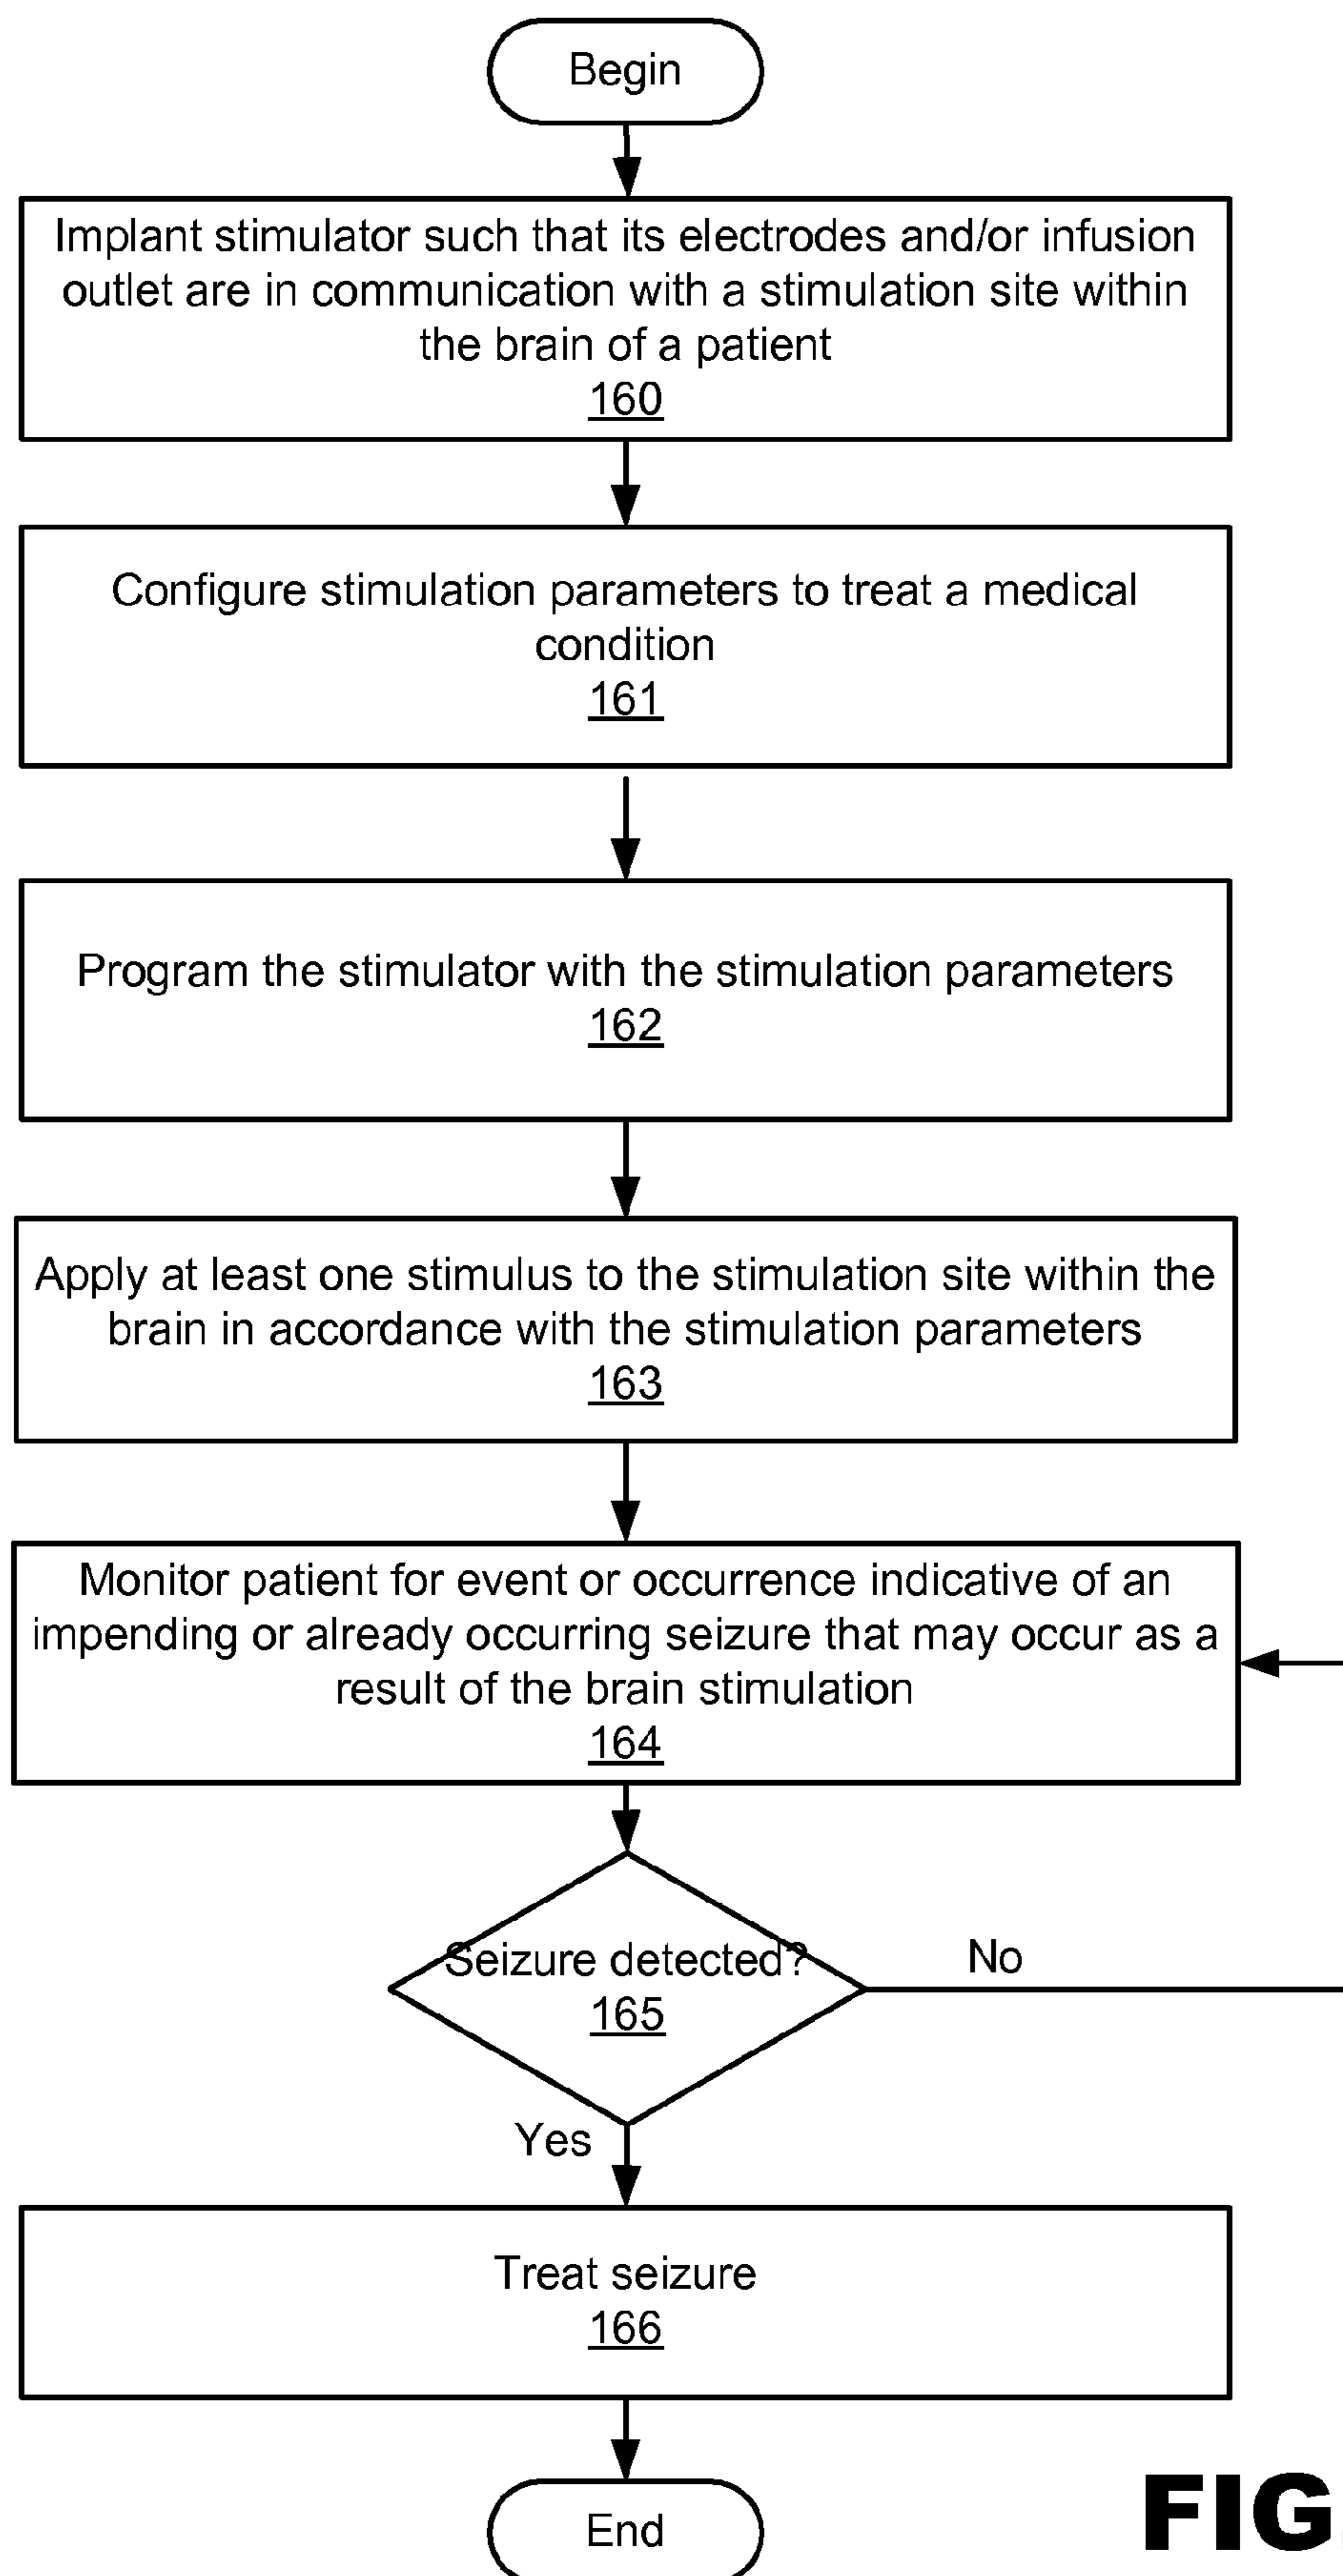 Begin
Implant stimulator such that its electrodes and/or infusion
outlet are in communication with a stimulation site within
the brain of a patient
160
Configure stimulation parameters to treat a medical
condition
161
Program the stimulator with the stimulation parameters
162
Apply at least one stimulus to the stimulation site within the
brain in accordance with the stimulation parameters
163
Monitor patient for event or occurrence indicative of an
impending or already occurring seizure that may occur as a
result of the brain stimulation
164
Seizure detected?
165
No
Yes
Treat seizure
166
End
FIG.